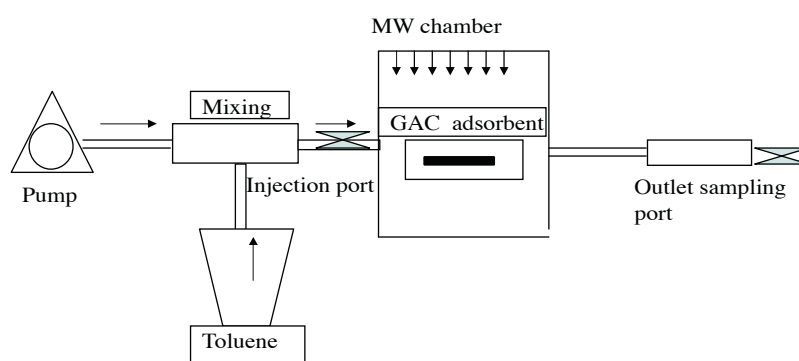 MW chamber
Mixing
GAC adsorbent
Pump
Injection port
Outlet sampling
port
Toluene